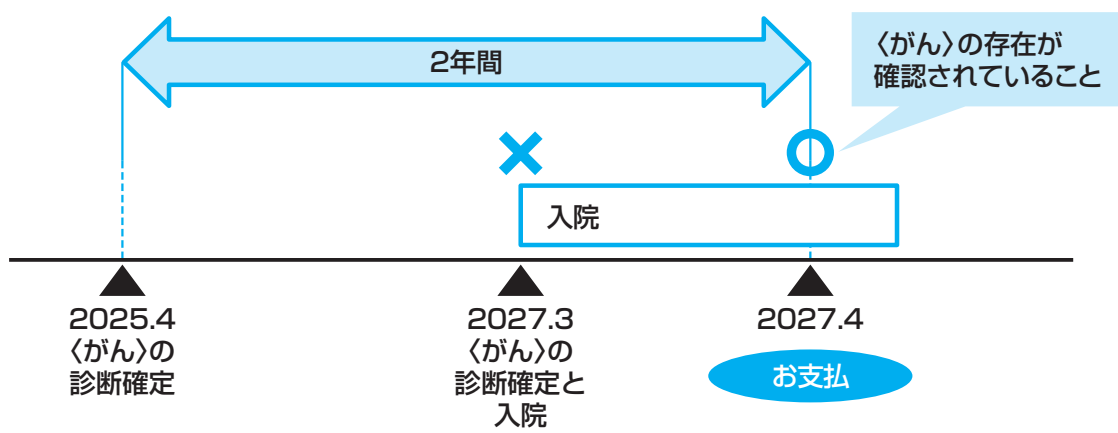 2年間
〈がん〉の存在が
確認されていること
入院
2025.4
〈がん〉の
診断確定
2027.3
〈がん〉の
診断確定と
入院
2027.4
お支払